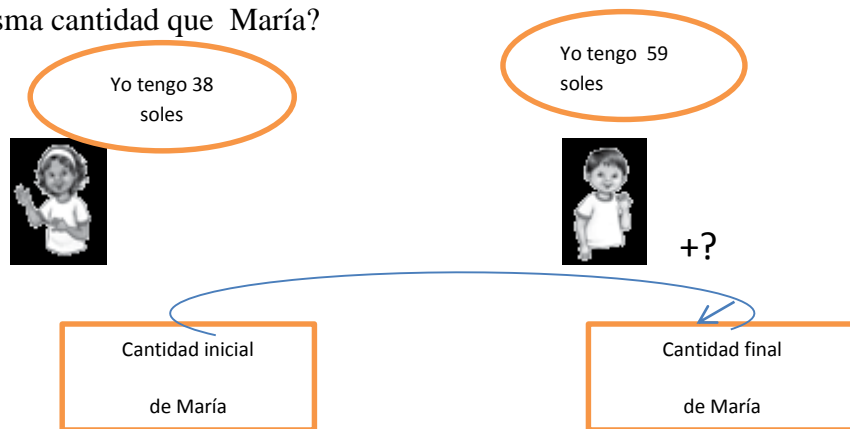 sma cantidad que María?
Yo tengo 38
soles
Yo tengo 59
soles
+?
Cantidad inicial
de María
Cantidad final
de María